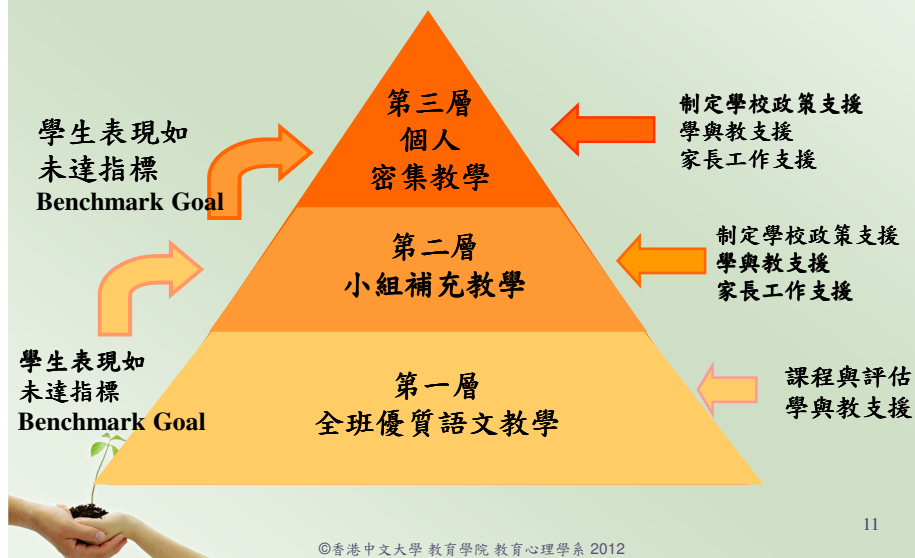 第三層
個人
密集教學
制定學校政策支援
學與教支援
家長工作支援
學生表現如
未達指標
Benchmark Goal
第二層
小組補充教學
制定學校政策支援
學與教支援
家長工作支援
學生表現如
未達指標
Benchmark Goal
第一層
全班優質語文教學
課程與評估
學與教支援
11
©香港中文大學 教育學院 教育心理學系 2012